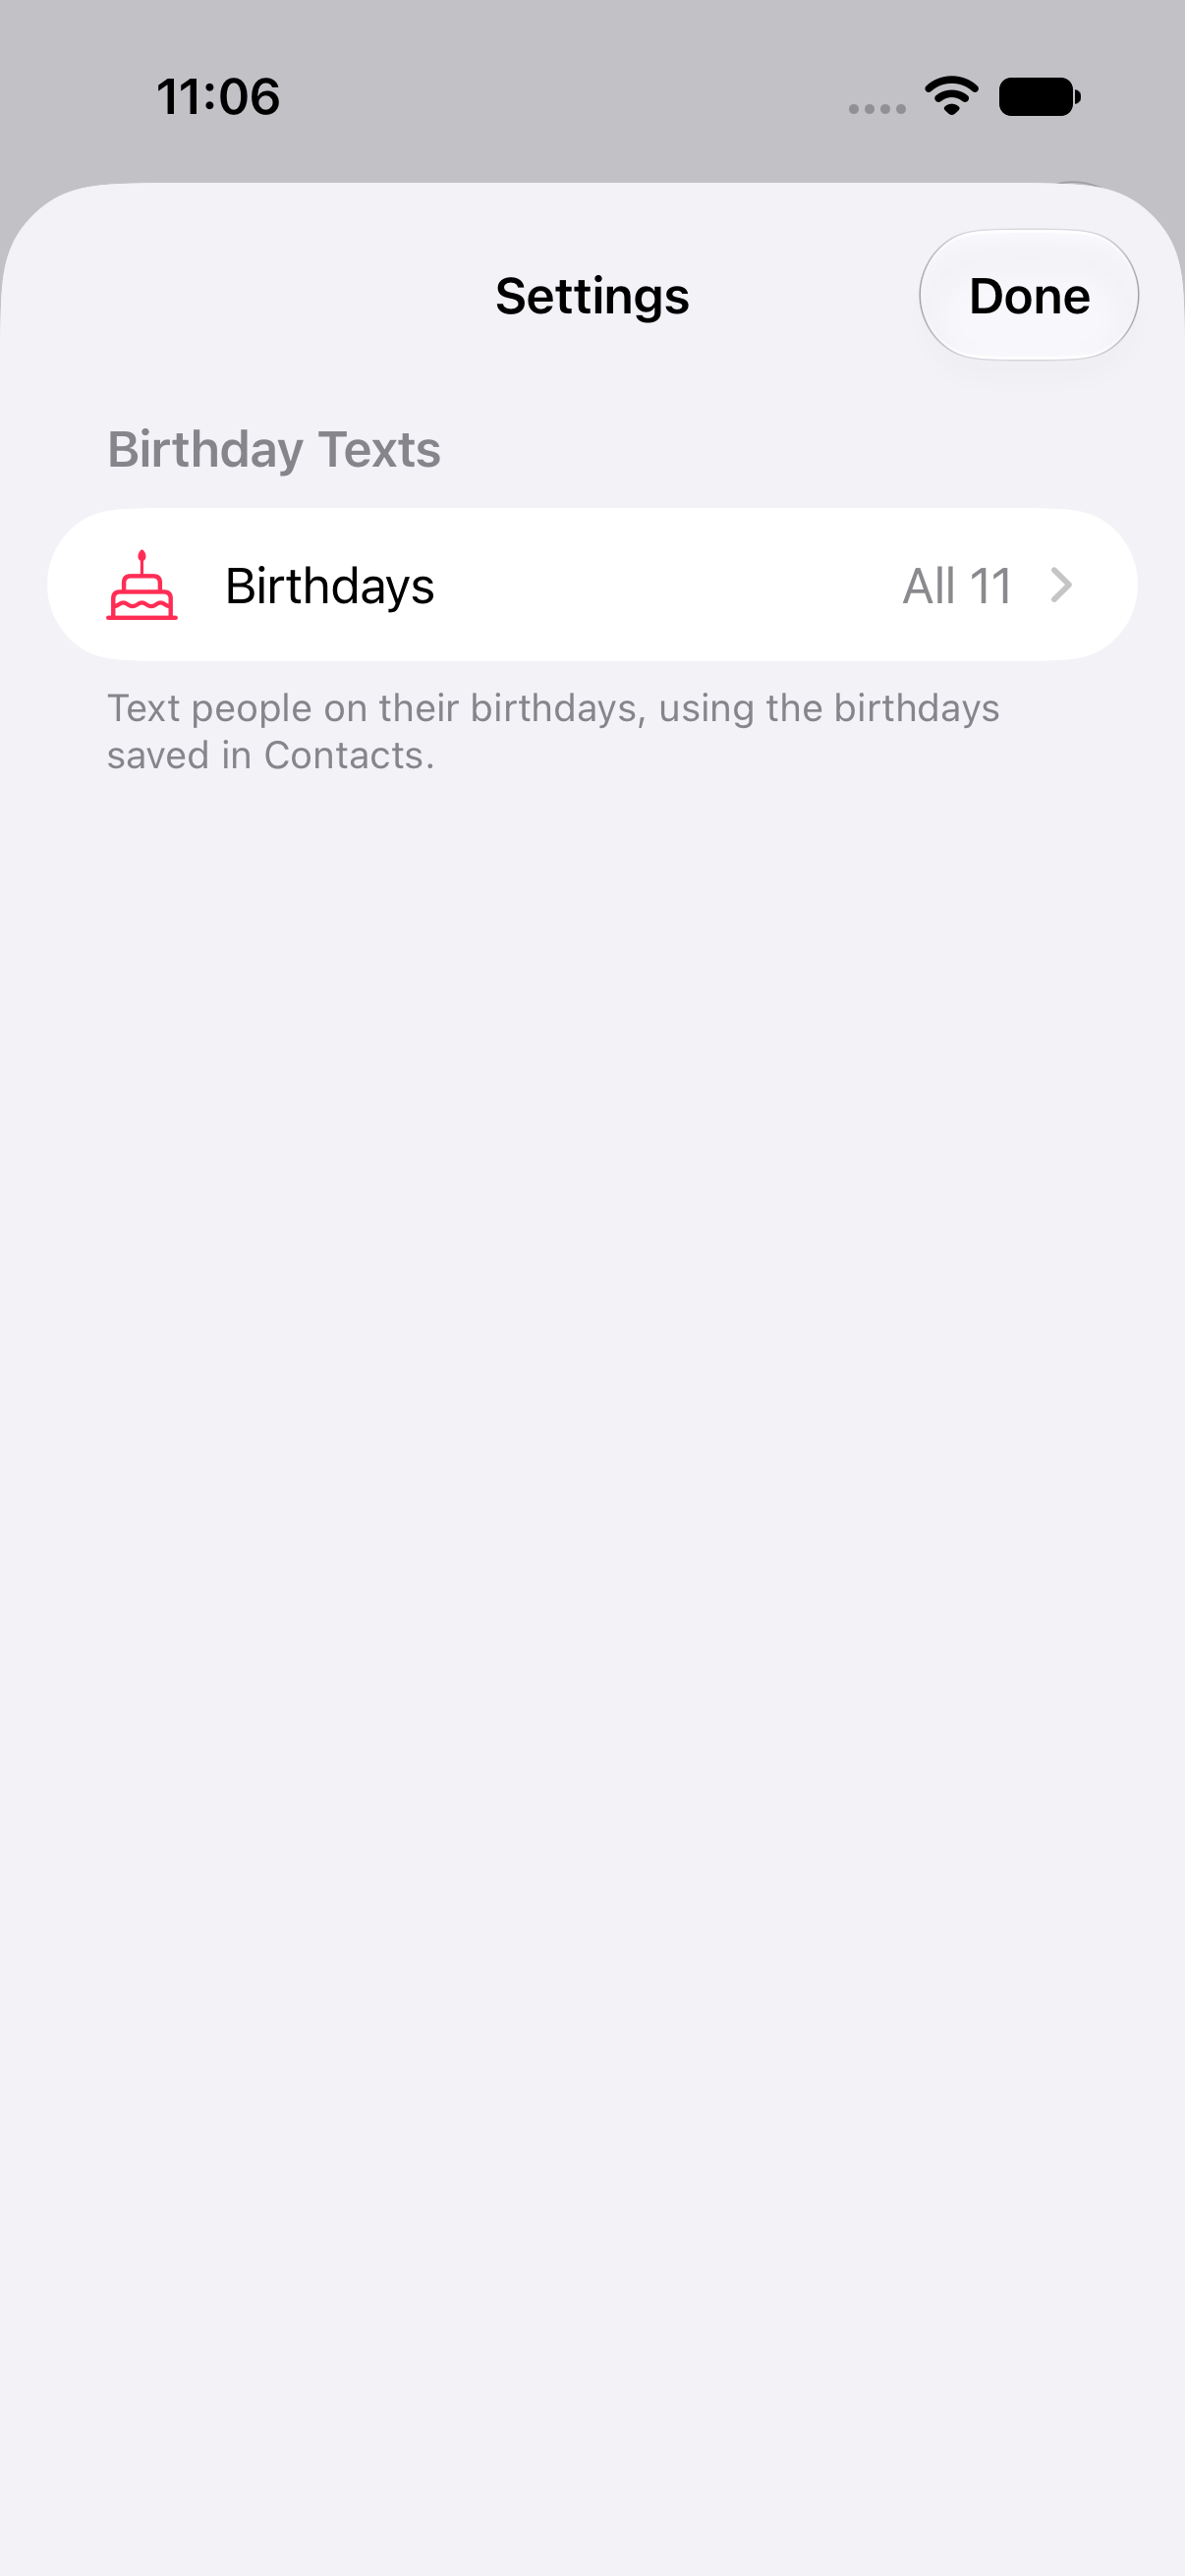 11:06
Settings
Done
Birthday Texts
Birthdays
All 11
Text people on their birthdays, using the birthdays
saved in Contacts.